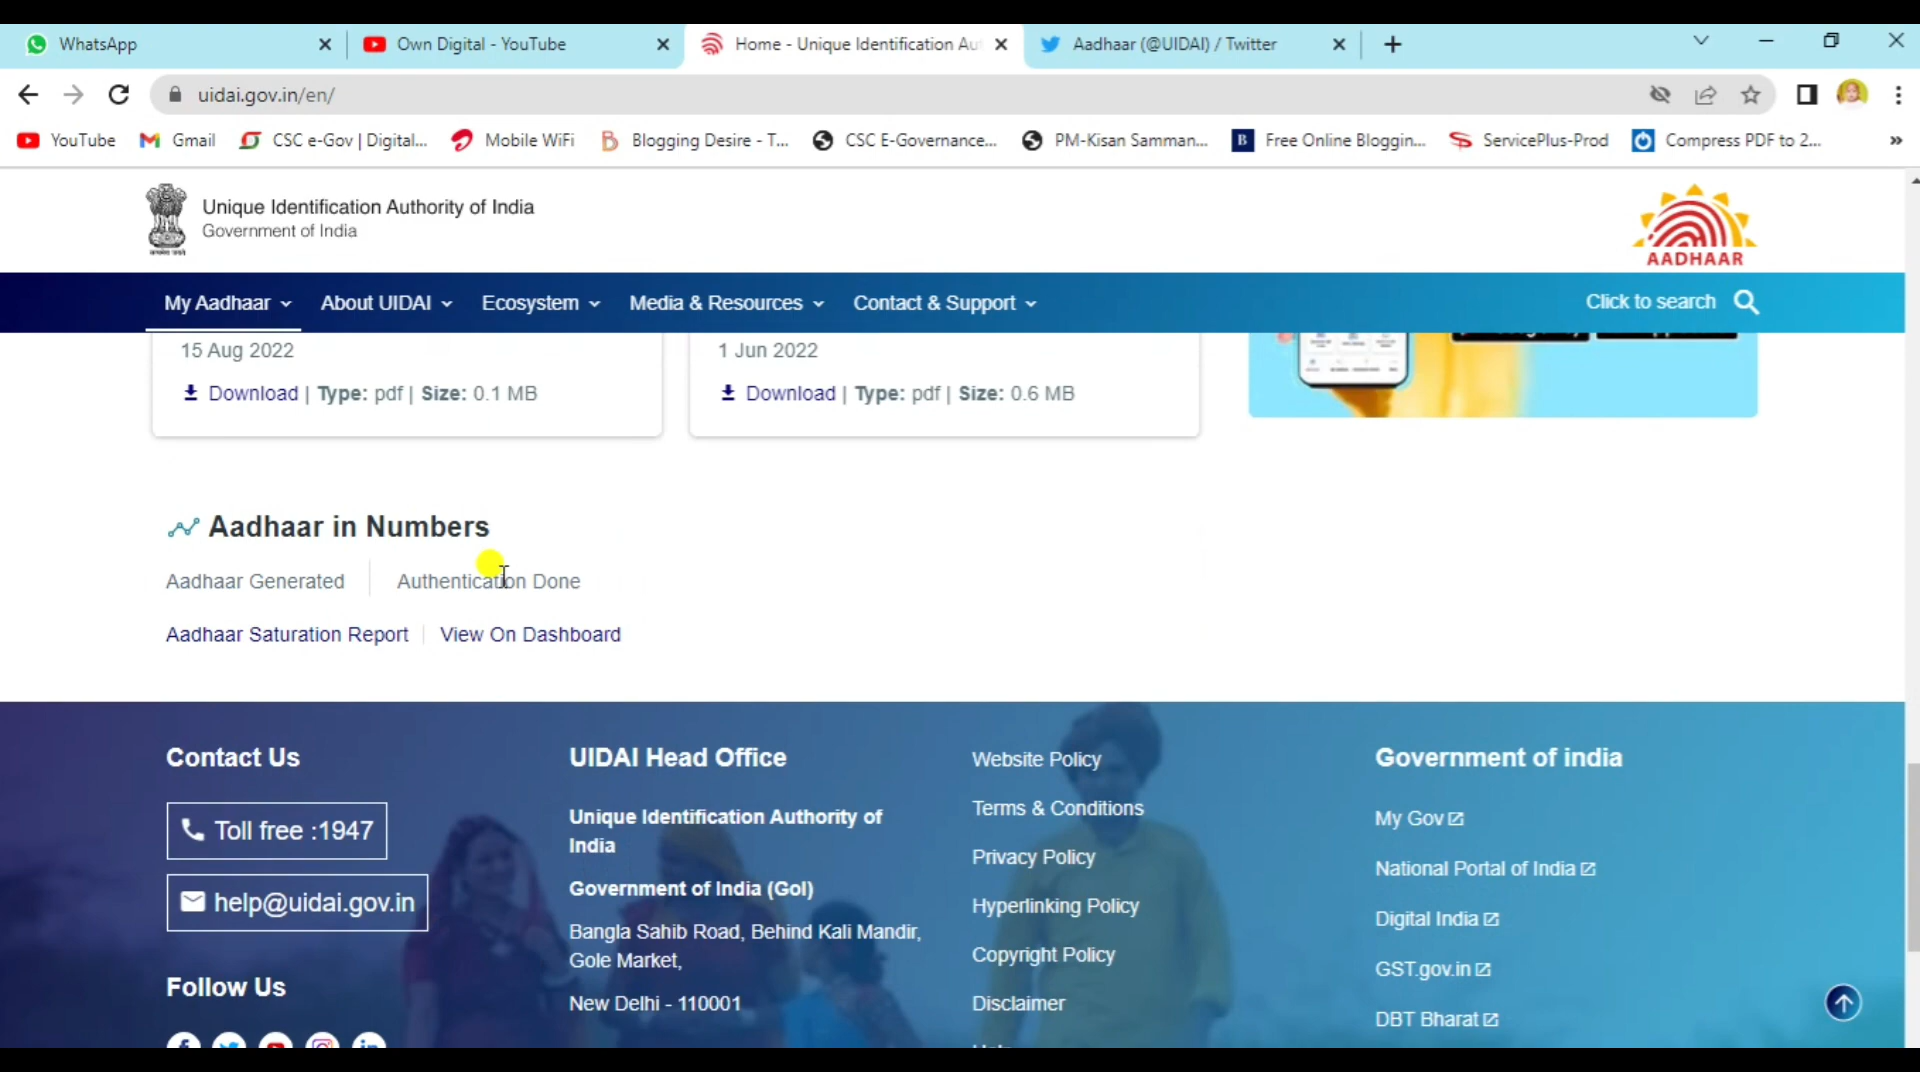 WhatsApp
Own Digital - YouTube
Home - Unique Identification Au
Aadhaar (@UIDAI) / Twitter
uidai.gov.in/en/
YouTube
Gmail
CSC e-Gov | Digital...
Mobile WiFi
Blogging Desire - T...
CSC E-Governance...
PM-Kisan Samman...
Free Online Bloggin...
ServicePlus-Prod
Compress PDF to 2...
Unique Identification Authority of India
Government of India
AADHAAR
My Aadhaar
About UIDAI
Ecosystem
Media & Resources
Contact & Support
Click to search
15 Aug 2022
Download | Type: pdf | Size: 0.1 MB
1 Jun 2022
Download | Type: pdf | Size: 0.6 MB
Aadhaar in Numbers
Aadhaar Generated
Authentication Done
Aadhaar Saturation Report
View On Dashboard
Contact Us
Toll free :1947
help@uidai.gov.in
Follow Us
UIDAI Head Office
Unique Identification Authority of
India
Government of India (GoI)
Bangla Sahib Road, Behind Kali Mandir,
Gole Market,
New Delhi - 110001
Website Policy
Terms & Conditions
Privacy Policy
Hyperlinking Policy
Copyright Policy
Disclaimer
Government of india
My Gov
National Portal of India
Digital India
GST.gov.in
DBT Bharat